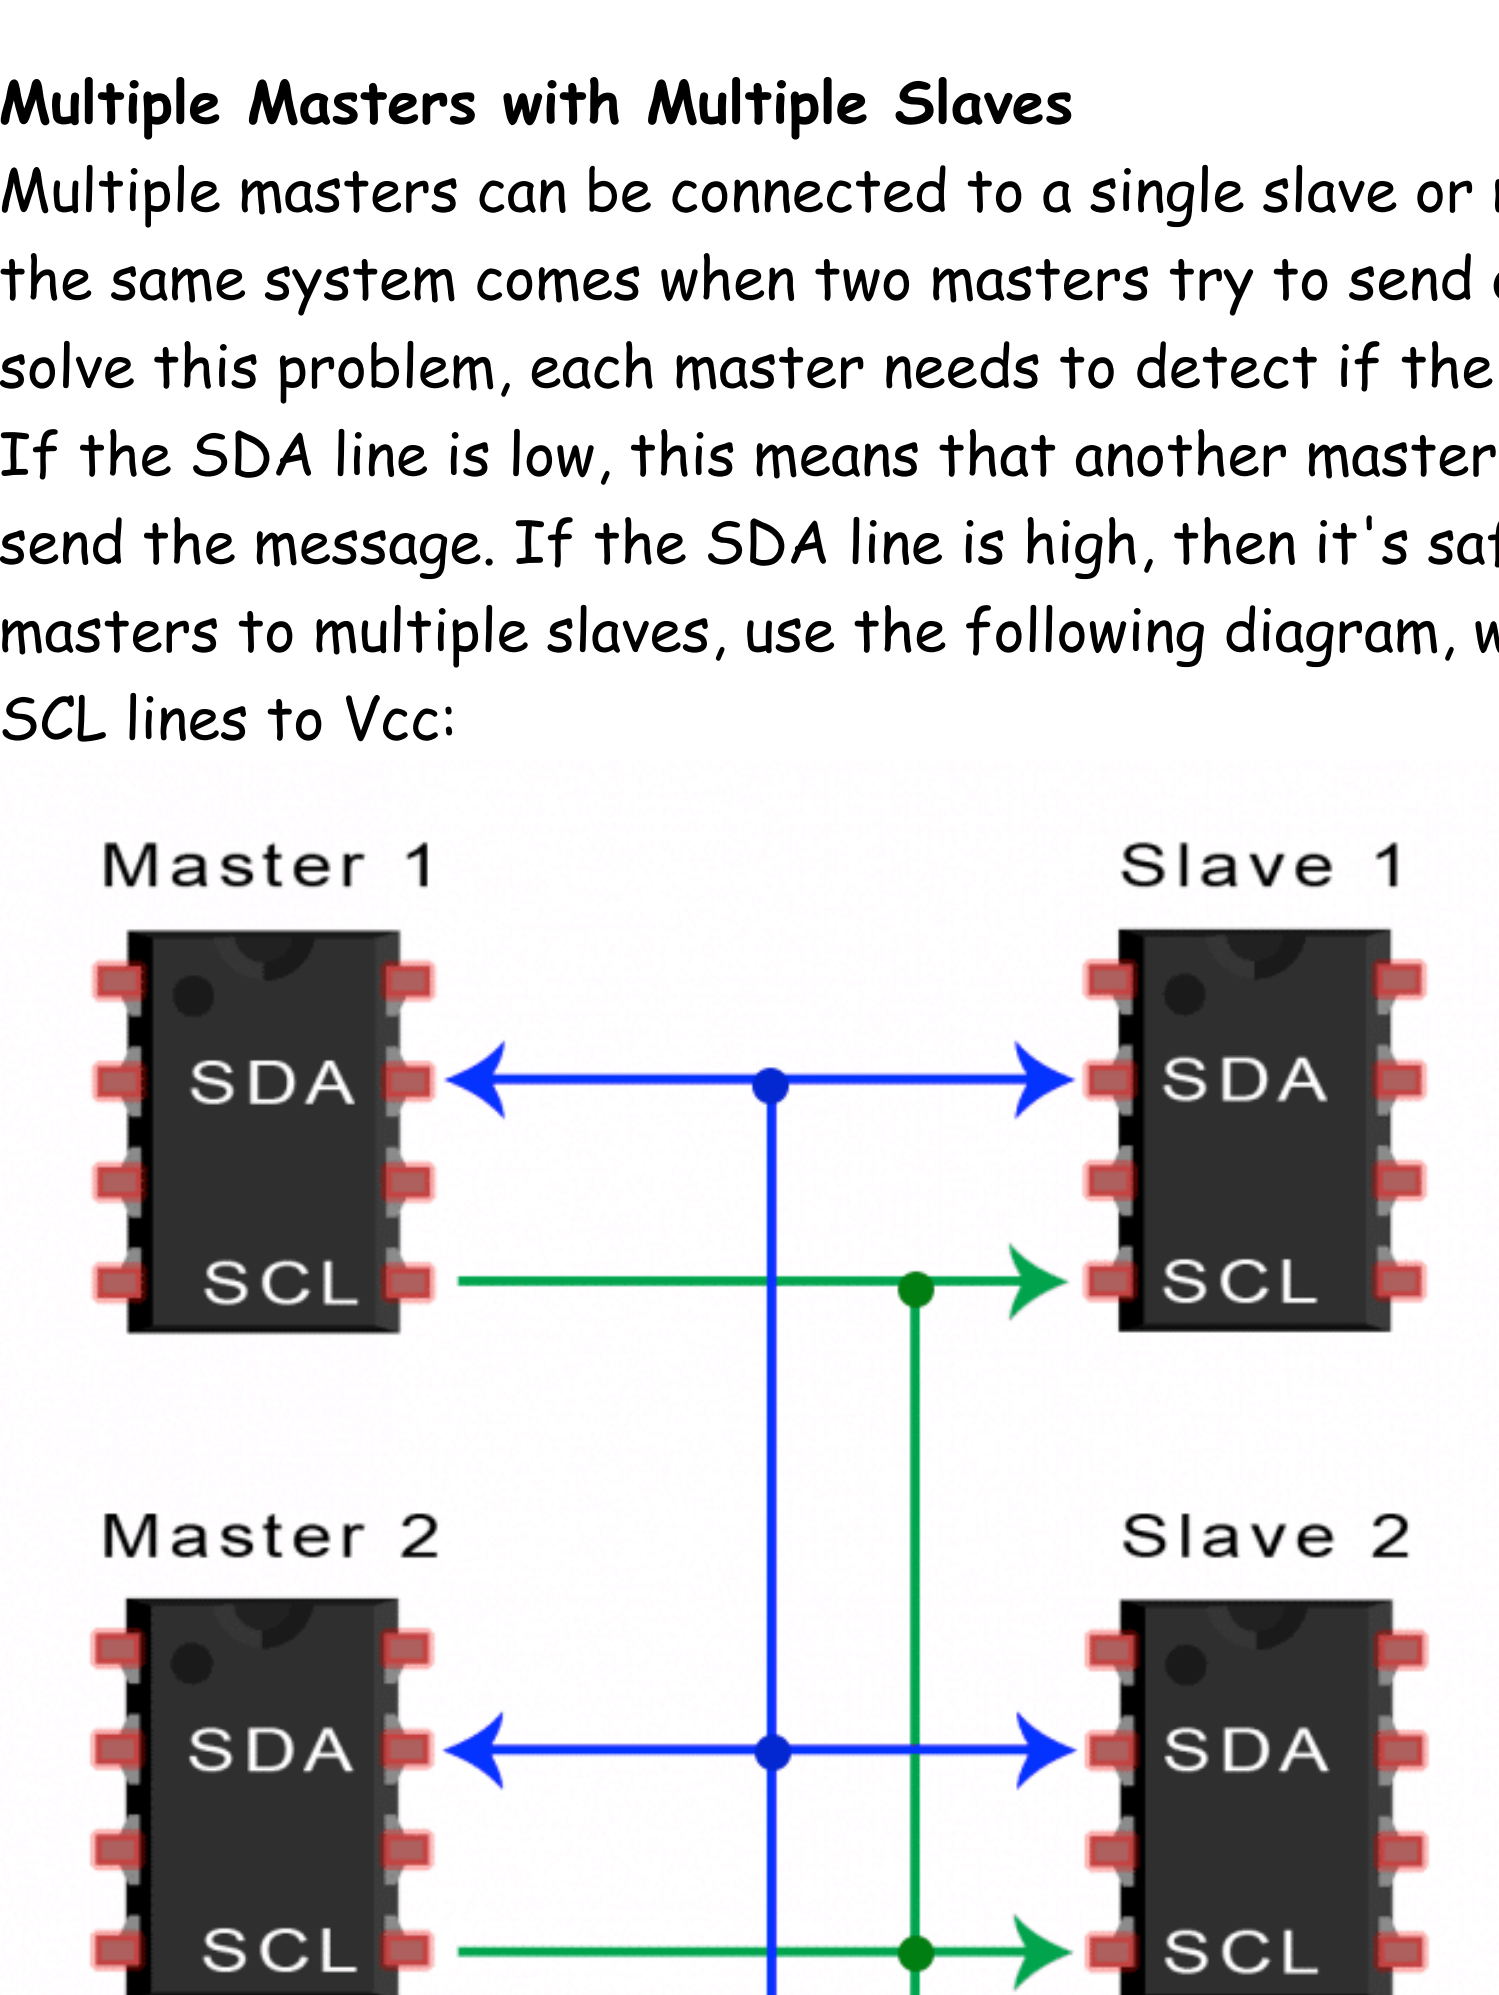 Multiple Masters with Multiple Slaves
Multiple masters can be connected to a single slave or
the same system comes when two masters try to send
solve this problem, each master needs to detect if the
If the SDA line is low, this means that another master
send the message. If the SDA line is high, then it's
masters to multiple slaves, use the following diagram,
SCL lines to Vcc:
Master 1
Slave 1
SDA
SDA
SCL
SCL
Master 2
Slave 2
SDA
SDA
SCL
SCL